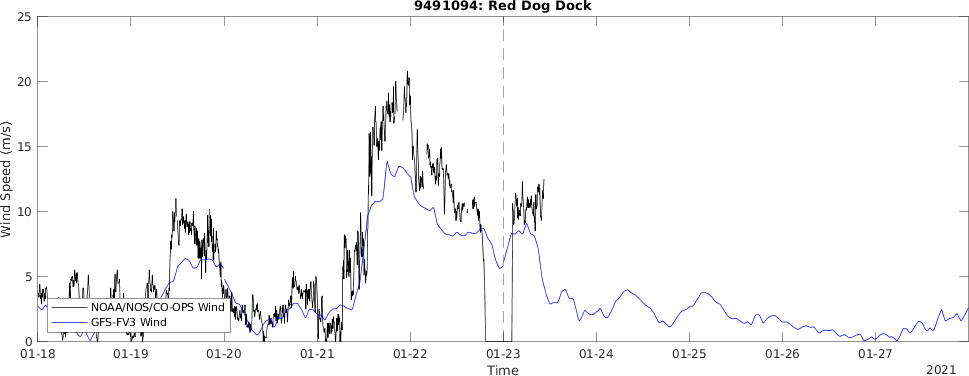 9491094: Red Dog Dock
Wind Speed (m/s)
25
20
15
10
5
0
NOAA/NOS/CO-OPS Wind
GFS-FV3 Wind
01-18 01-19 01-20 01-21 01-22 01-23 01-24 01-25 01-26 01-27
Time
2021